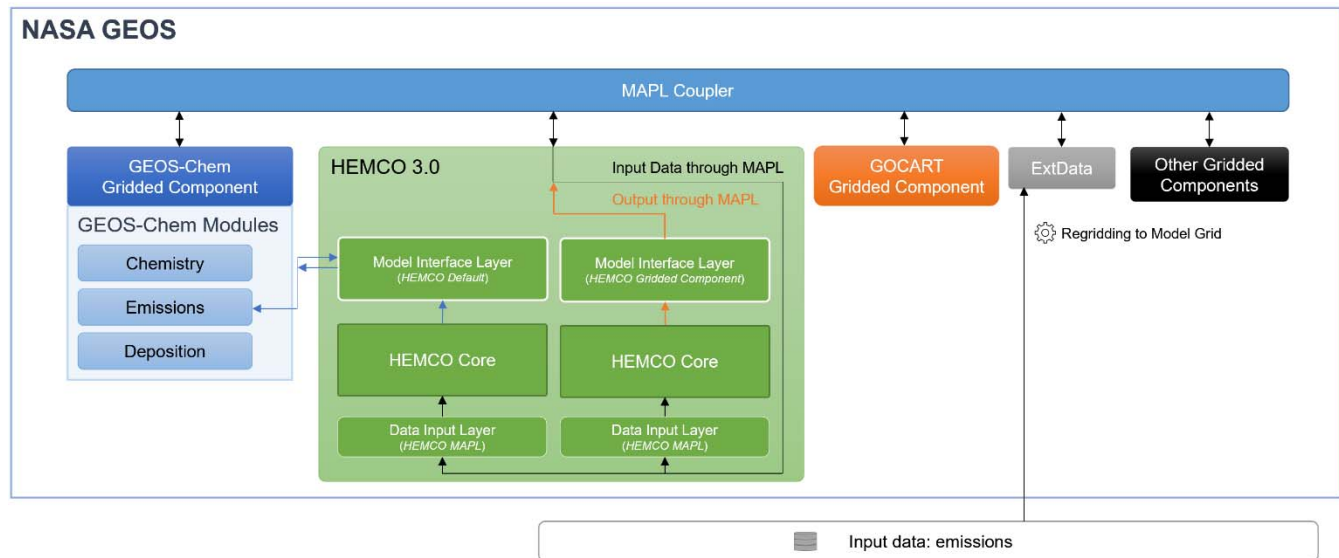 NASA GEOS
MAPL Coupler
GEOS-Chem
Gridded Component
GEOS-Chem Modules
Chemistry
Emissions
Deposition
HEMCO 3.0
Input Data through MAPL
Output through MAPL
Model Interface Layer
(HEMCO Default)
HEMCO Core
Data Input Layer
(HEMCO MAPL)
Model Interface Layer
(HEMCO Gridded Component)
HEMCO Core
Data Input Layer
(HEMCO MAPL)
GOCART
Gridded Component
ExtData
Regridding to Model Grid
Other Gridded
Components
Input data: emissions